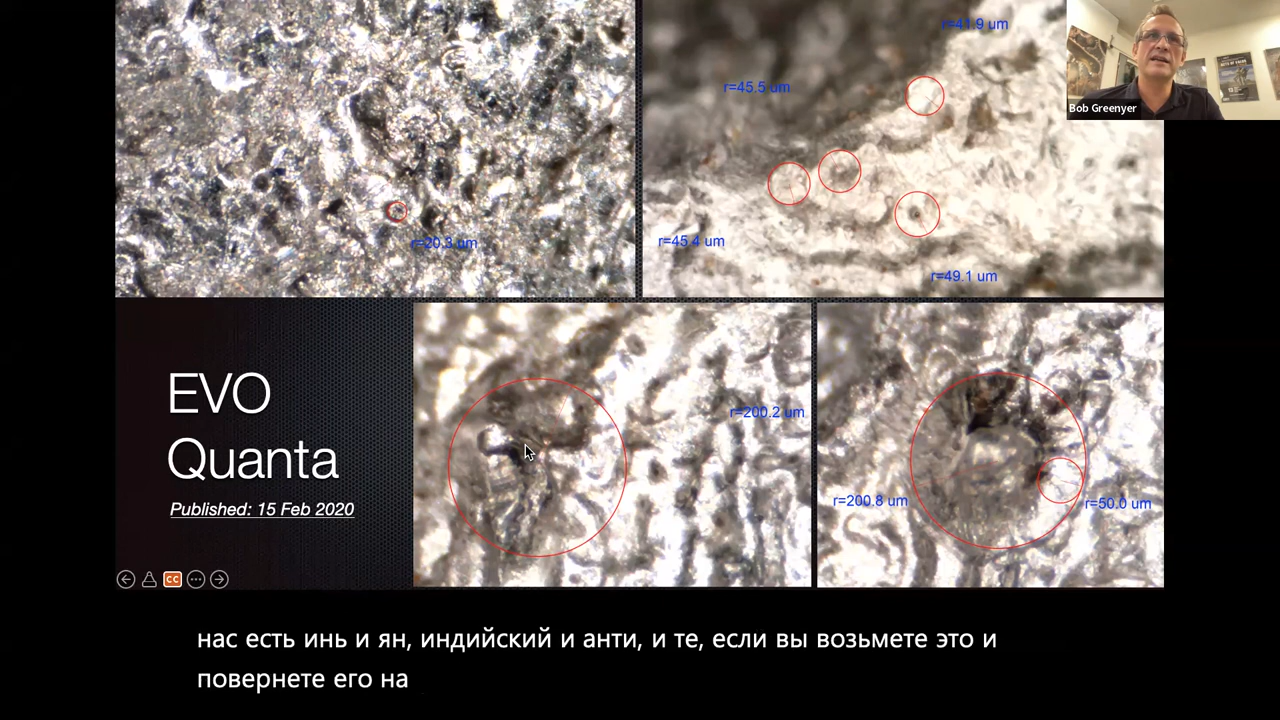 r=41.9 um
r=45.5 um
Bob Greenyer
r=20.3 um
r=45.4 um
r=49.1 um
EVO
Quanta
Published: 15 Feb 2020
r=200.2 um
r=200.8 um
r=50.0 um
CC
нас есть инь и ян, индийский и анти, и те, если вы возьмете это и
повернете его на